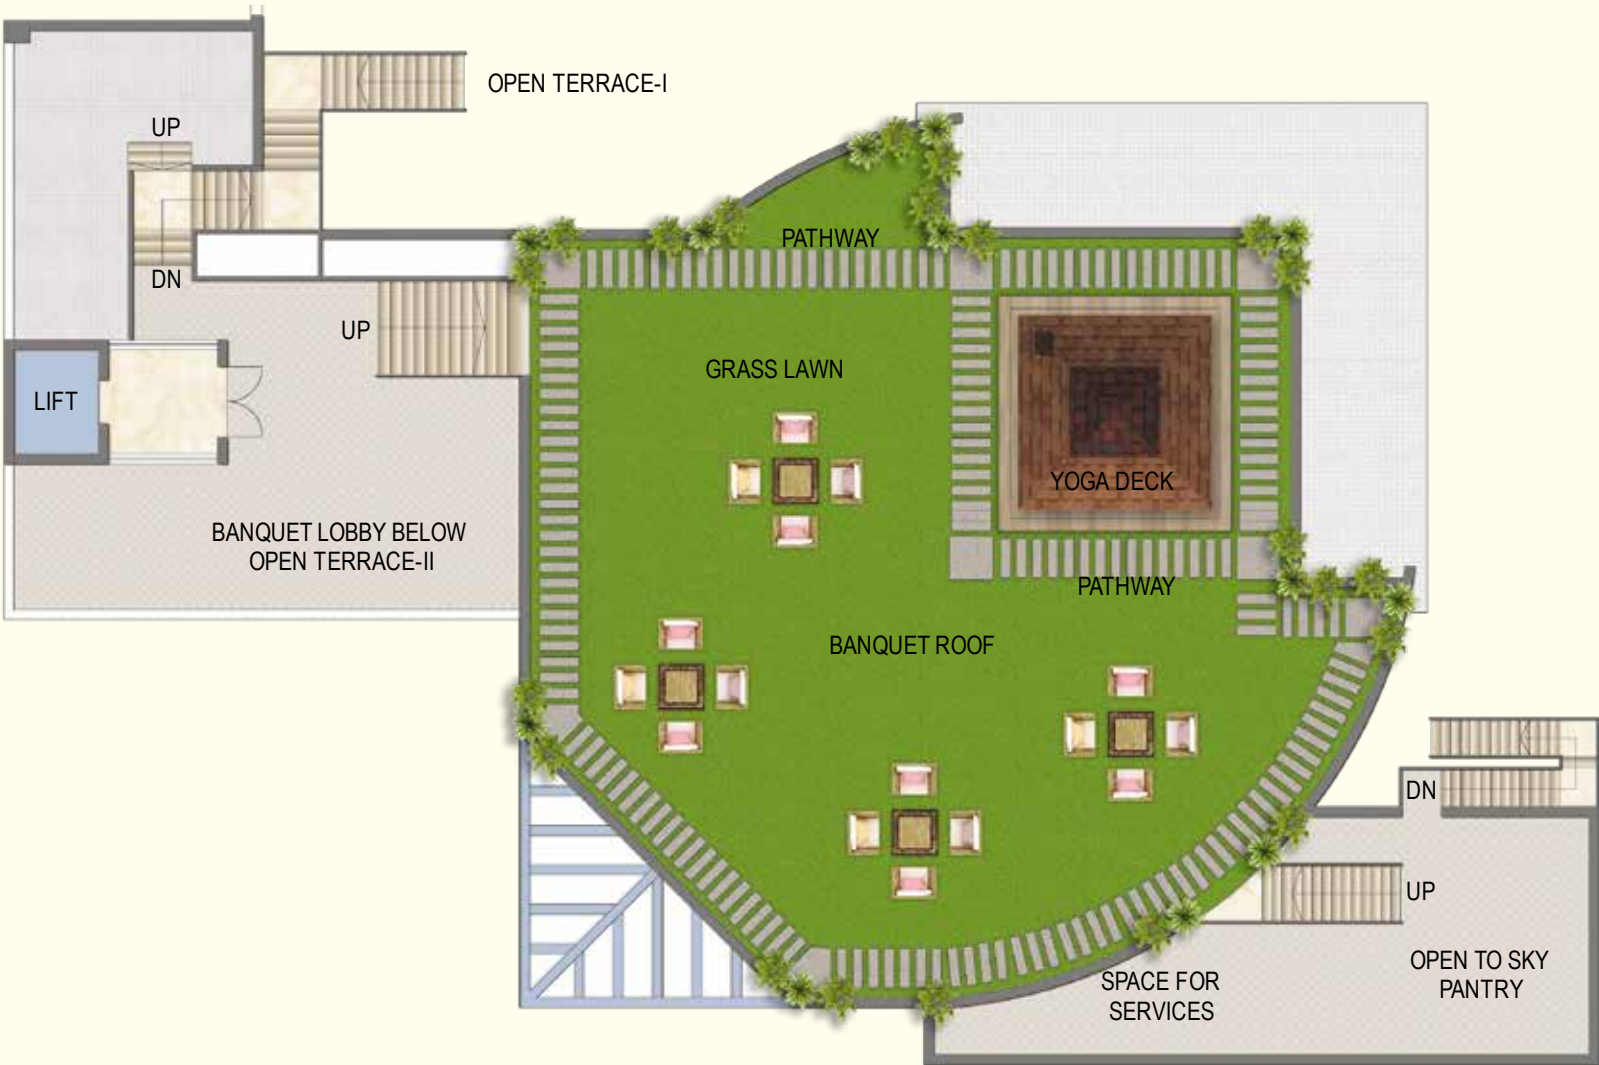 OPEN TERRACE-I
UP
PATHWAY
DN
UP
GRASS LAWN
LIFT
YOGA DECK
BANQUET LOBBY BELOW
OPEN TERRACE-II
PATHWAY
BANQUET ROOF
DN
UP
SPACE FOR
SERVICES
OPEN TO SKY
PANTRY